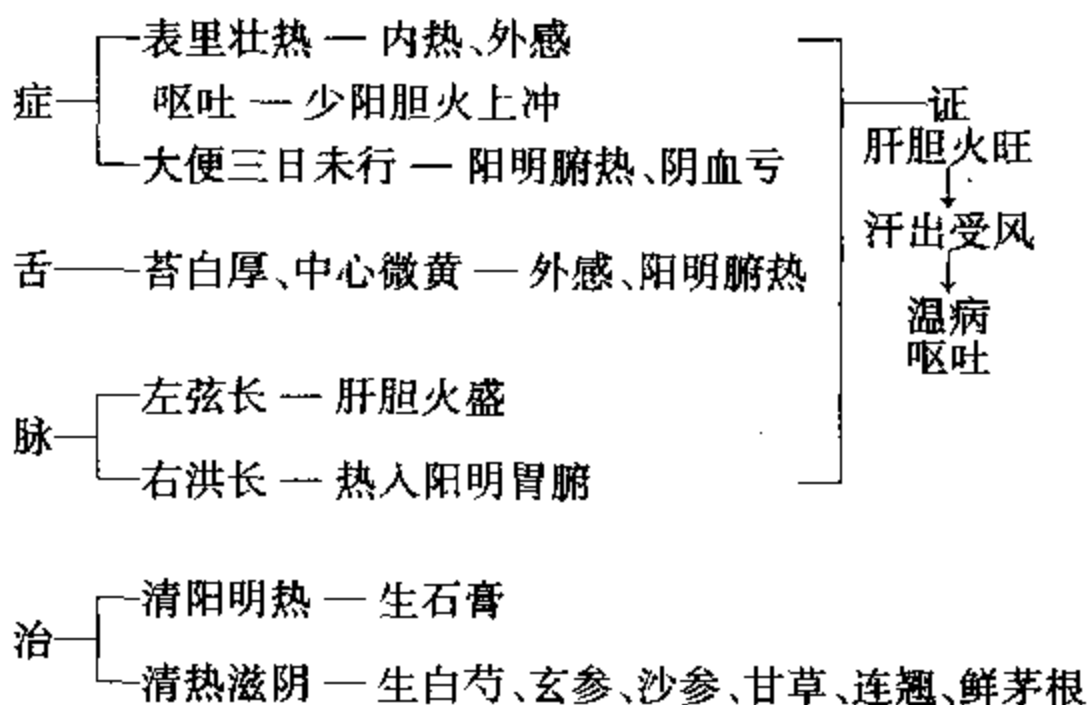 症
表里壮热 — 内热、外感
呕吐 — 少阳胆火上冲
大便三日未行 — 阳明腑热、阴血亏
舌
苔白厚、中心微黄 — 外感、阳明腑热
脉
左弦长 — 肝胆火盛
右洪长 — 热入阳明胃腑
证
肝胆火旺
汗出受风
温病
呕吐
治
清阳明热 — 生石膏
清热滋阴 — 生白芍、玄参、沙参、甘草、连翘、鲜茅根